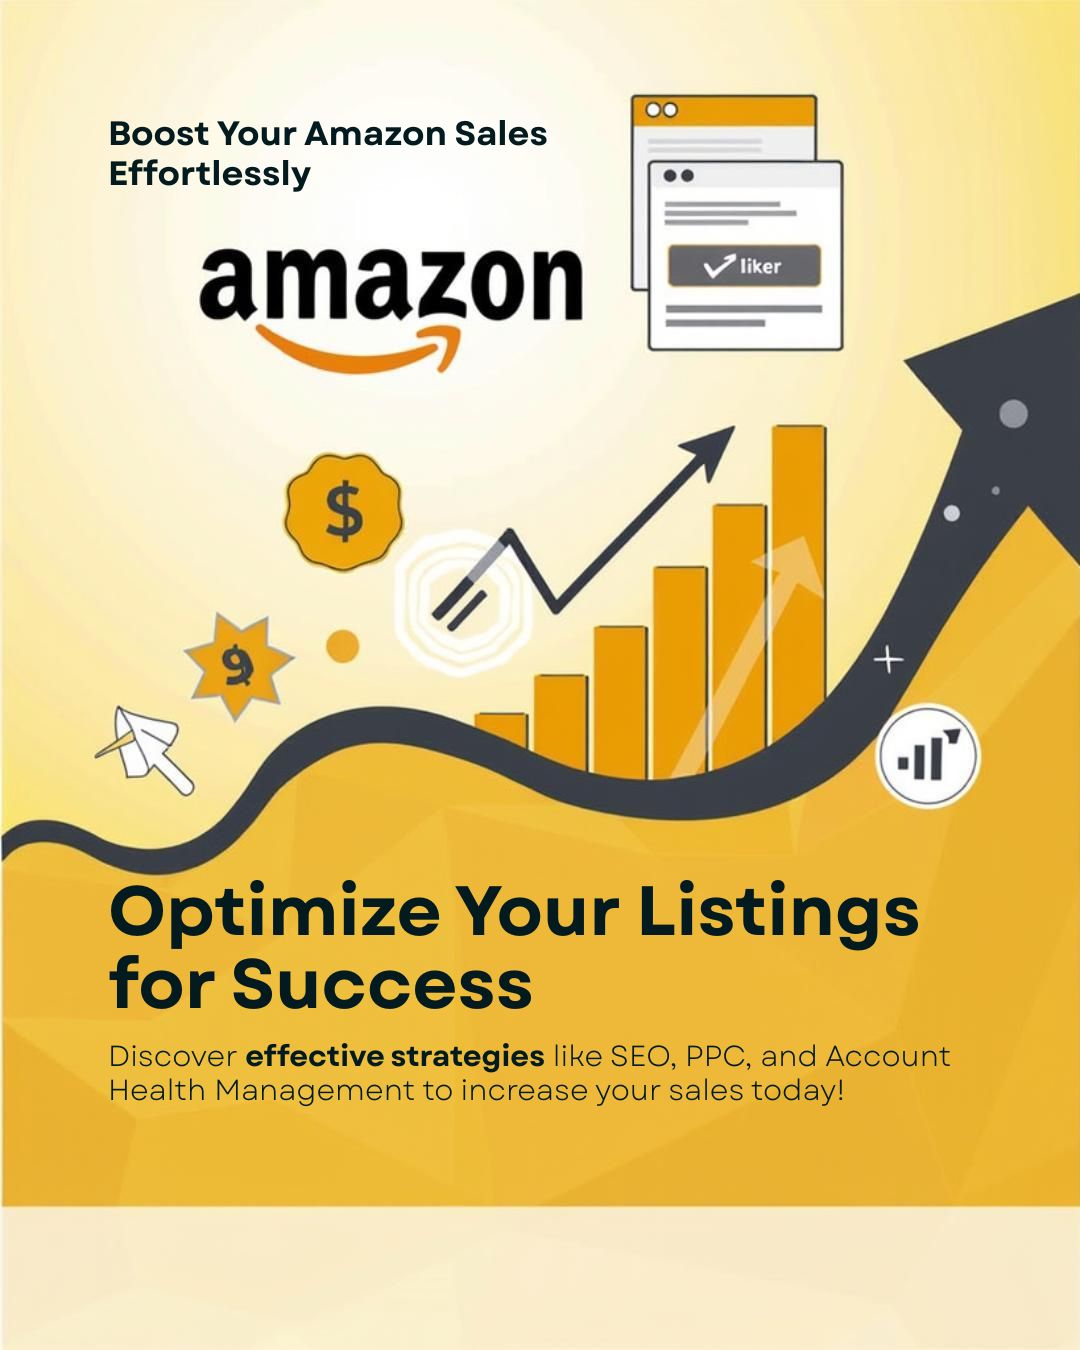 Boost Your Amazon Sales
Effortlessly
amazon
liker
$
9
Optimize Your Listings
for Success
Discover effective strategies like SEO, PPC, and Account
Health Management to increase your sales today!